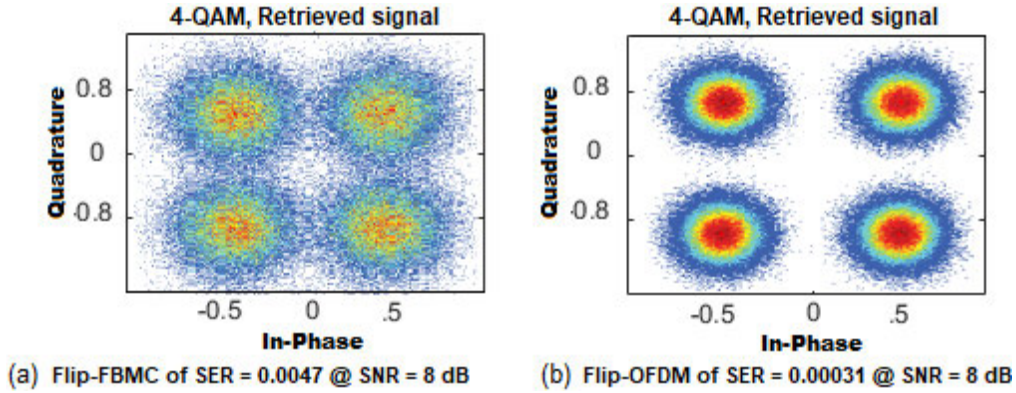 4-QAM, Retrieved signal
Quadrature
0.8
0
-0.8
-0.5
0
.5
In-Phase
(a) Flip-FBMC of SER = 0.0047 @ SNR = 8 dB
4-QAM, Retrieved signal
Quadrature
0.8
0
-0.8
-0.5
0
.5
In-Phase
(b) Flip-OFDM of SER = 0.00031 @ SNR = 8 dB